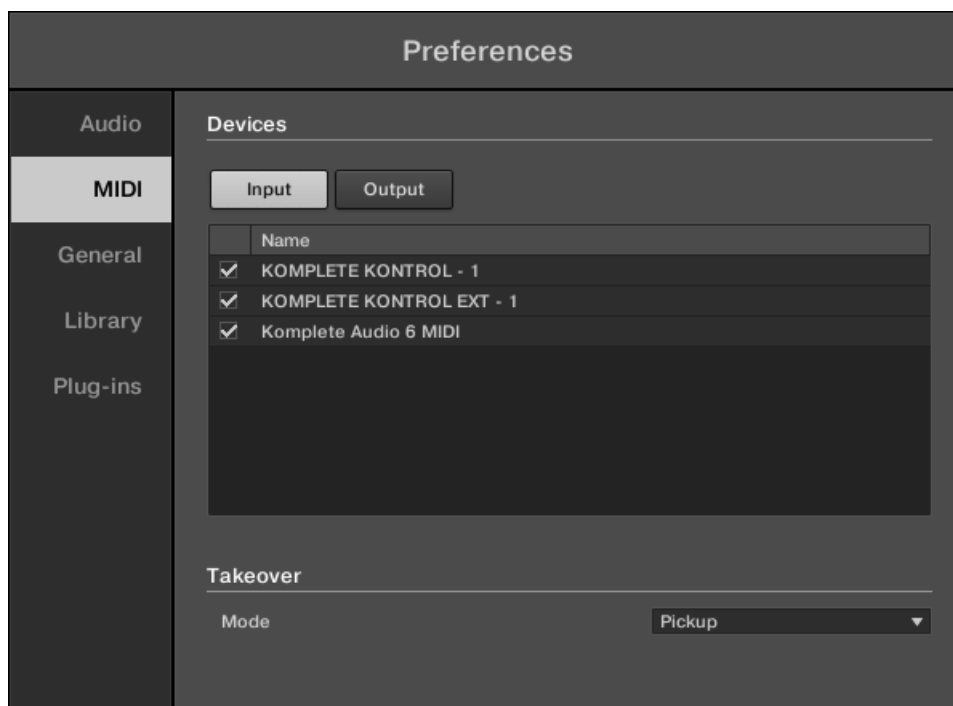 Preferences
Audio
MIDI
General
Library
Plug-ins
Devices
Input Output
Name
KOMPLETE KONTROL - 1
KOMPLETE KONTROL EXT - 1
Komplete Audio 6 MIDI
Takeover
Mode Pickup